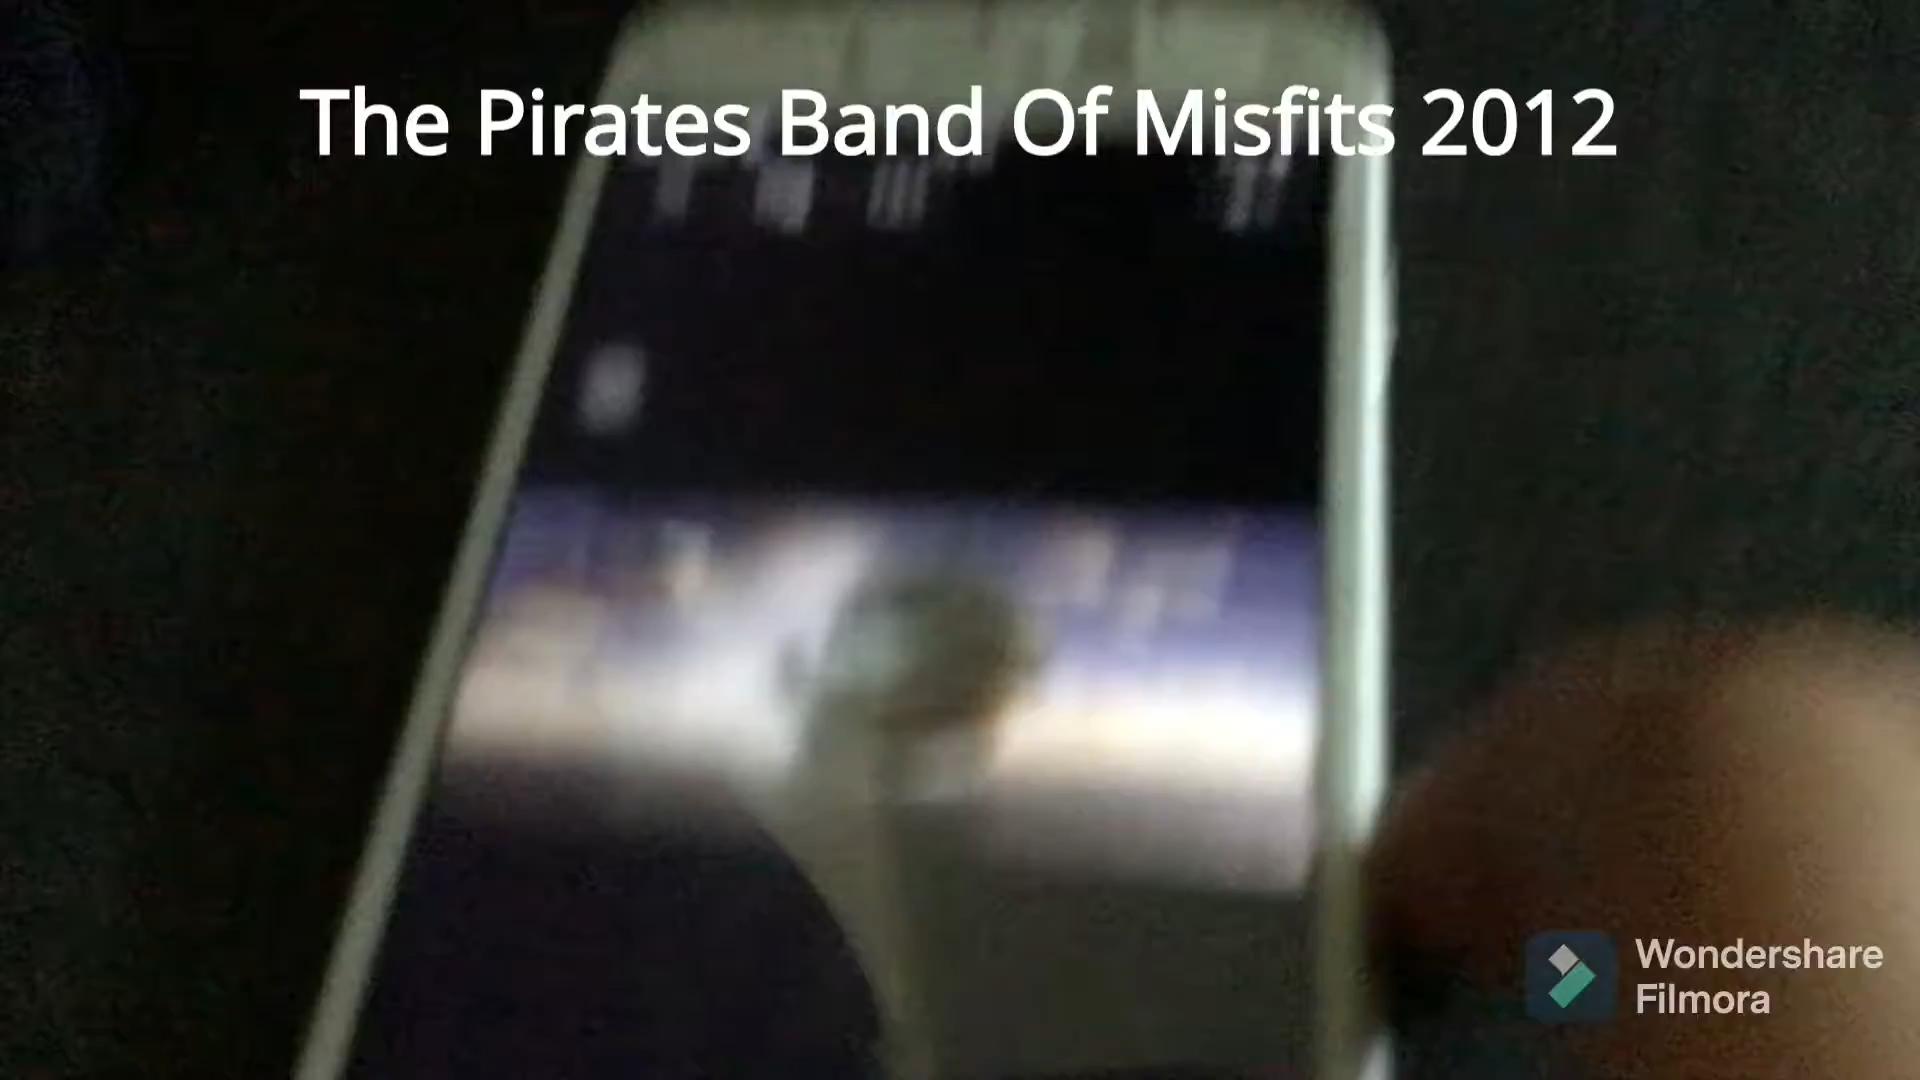 The Pirates Band Of Misfits 2012
Wondershare
Filmora